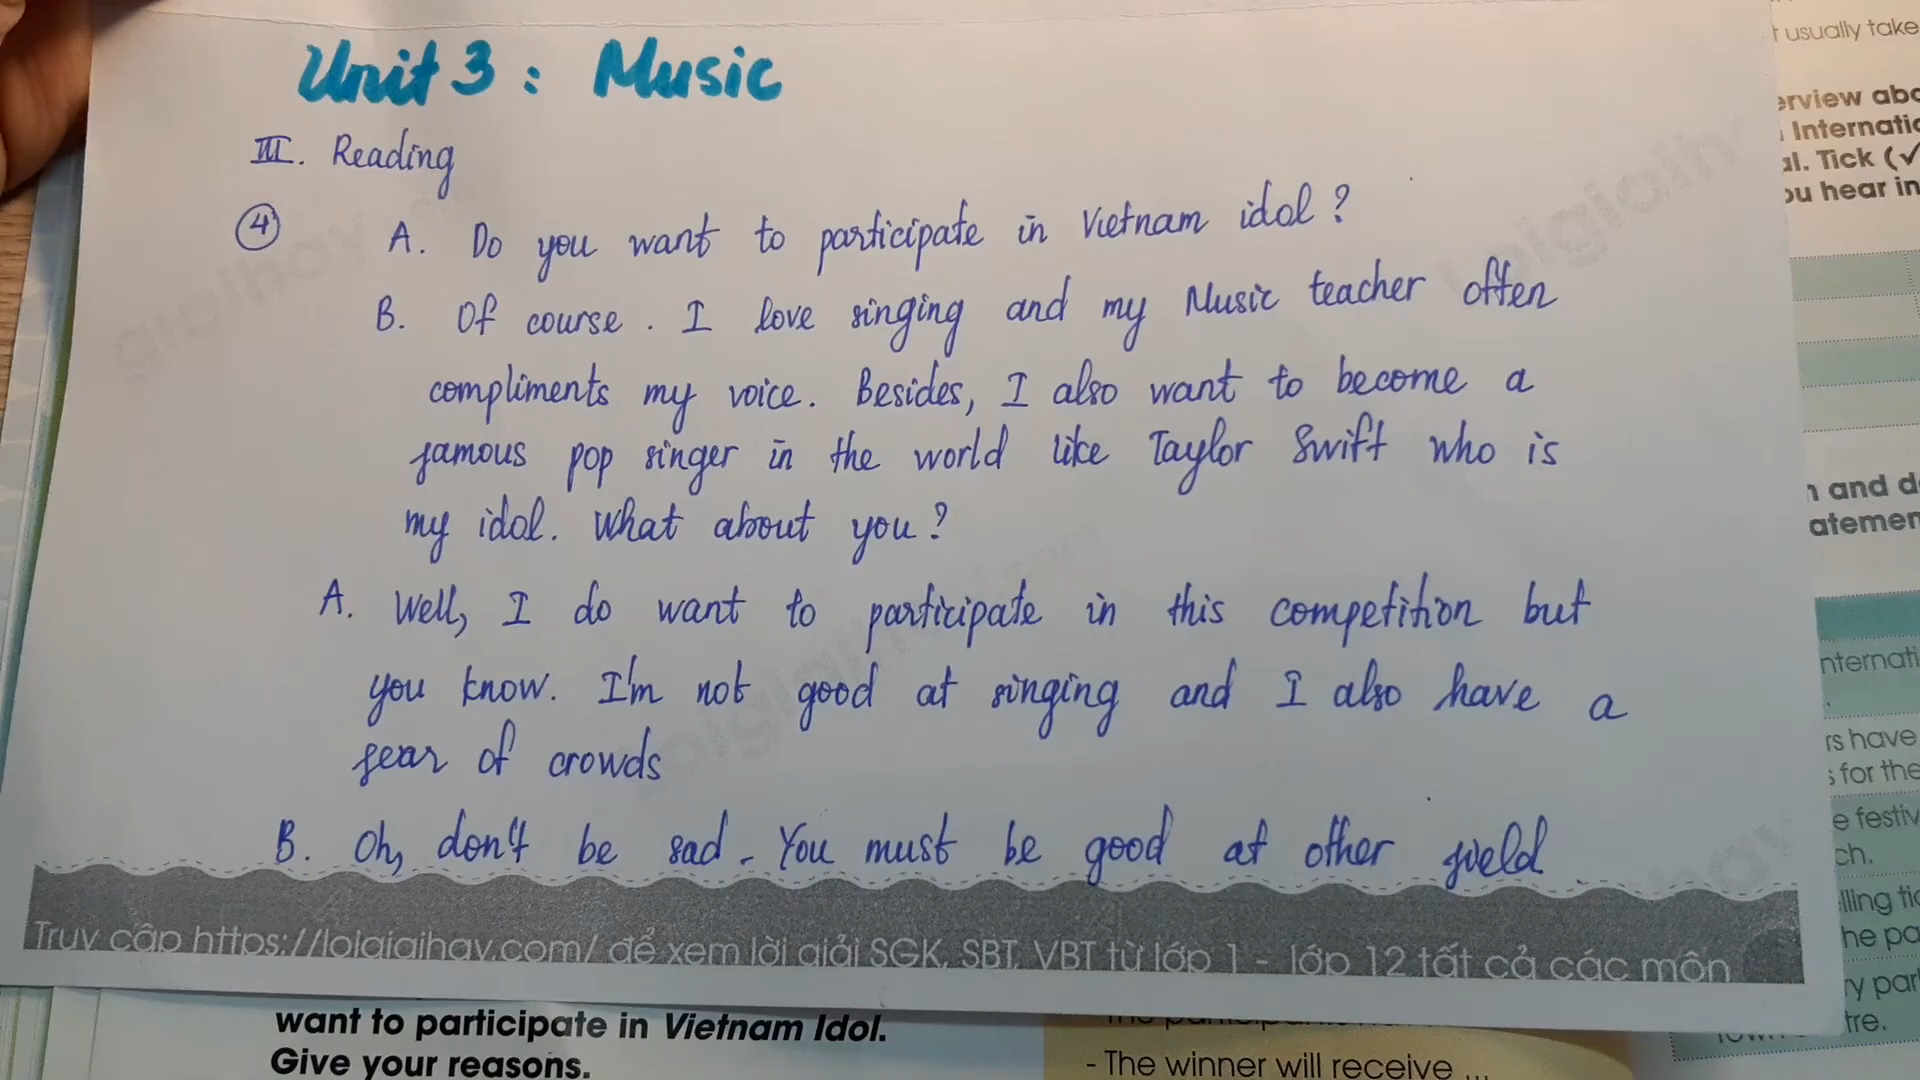 Unit 3 : Music
III. Reading
4 A. Do you want to participate in Vietnam idol?
B. Of course. I love singing and my Music teacher often
compliments my voice. Besides, I also want to become a
famous pop singer in the world like Taylor Swift who is
my idol. What about you?
A. Well, I do want to participate in this competition but
you know. I'm not good at singing and I also have a
fear of crowds
B. Oh, don't be sad. You must be good at other field
Truy cập https://loigiaihay.com/ để xem lời giải SGK, SBT, VBT từ lớp 1 - lớp 12 tất cả các môn
want to participate in Vietnam Idol.
Give your reasons.
- The winner will receive ...
usually take
Internatio
al. Tick (✓
ou hear in
and d
atemen
nternati
rs have
for the
e festiv
ch.
lling tic
he pa
y par
tre.